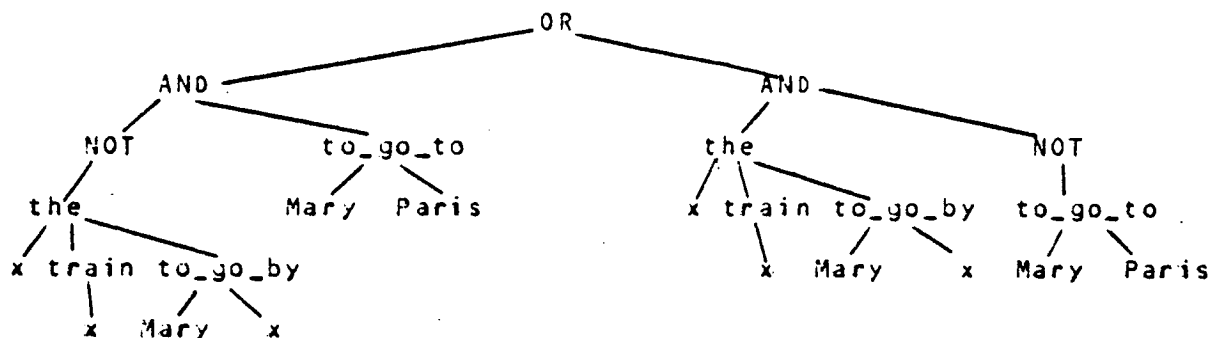 OR
AND AND
NOT to_go_to the NOT
the Mary Paris x train to_go_by to_go_to
x train to_go_by x Mary x Mary Paris
x Mary x